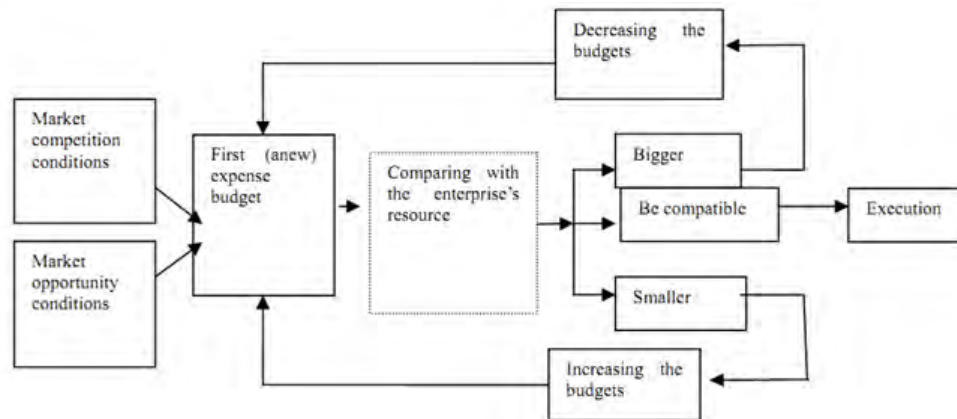 Decreasing the
budgets
Market
competition
conditions
First (anew)
expense
budget
Comparing with
the enterprise's
resource
Bigger
Be compatible
Execution
Market
opportunity
conditions
Smaller
Increasing the
budgets